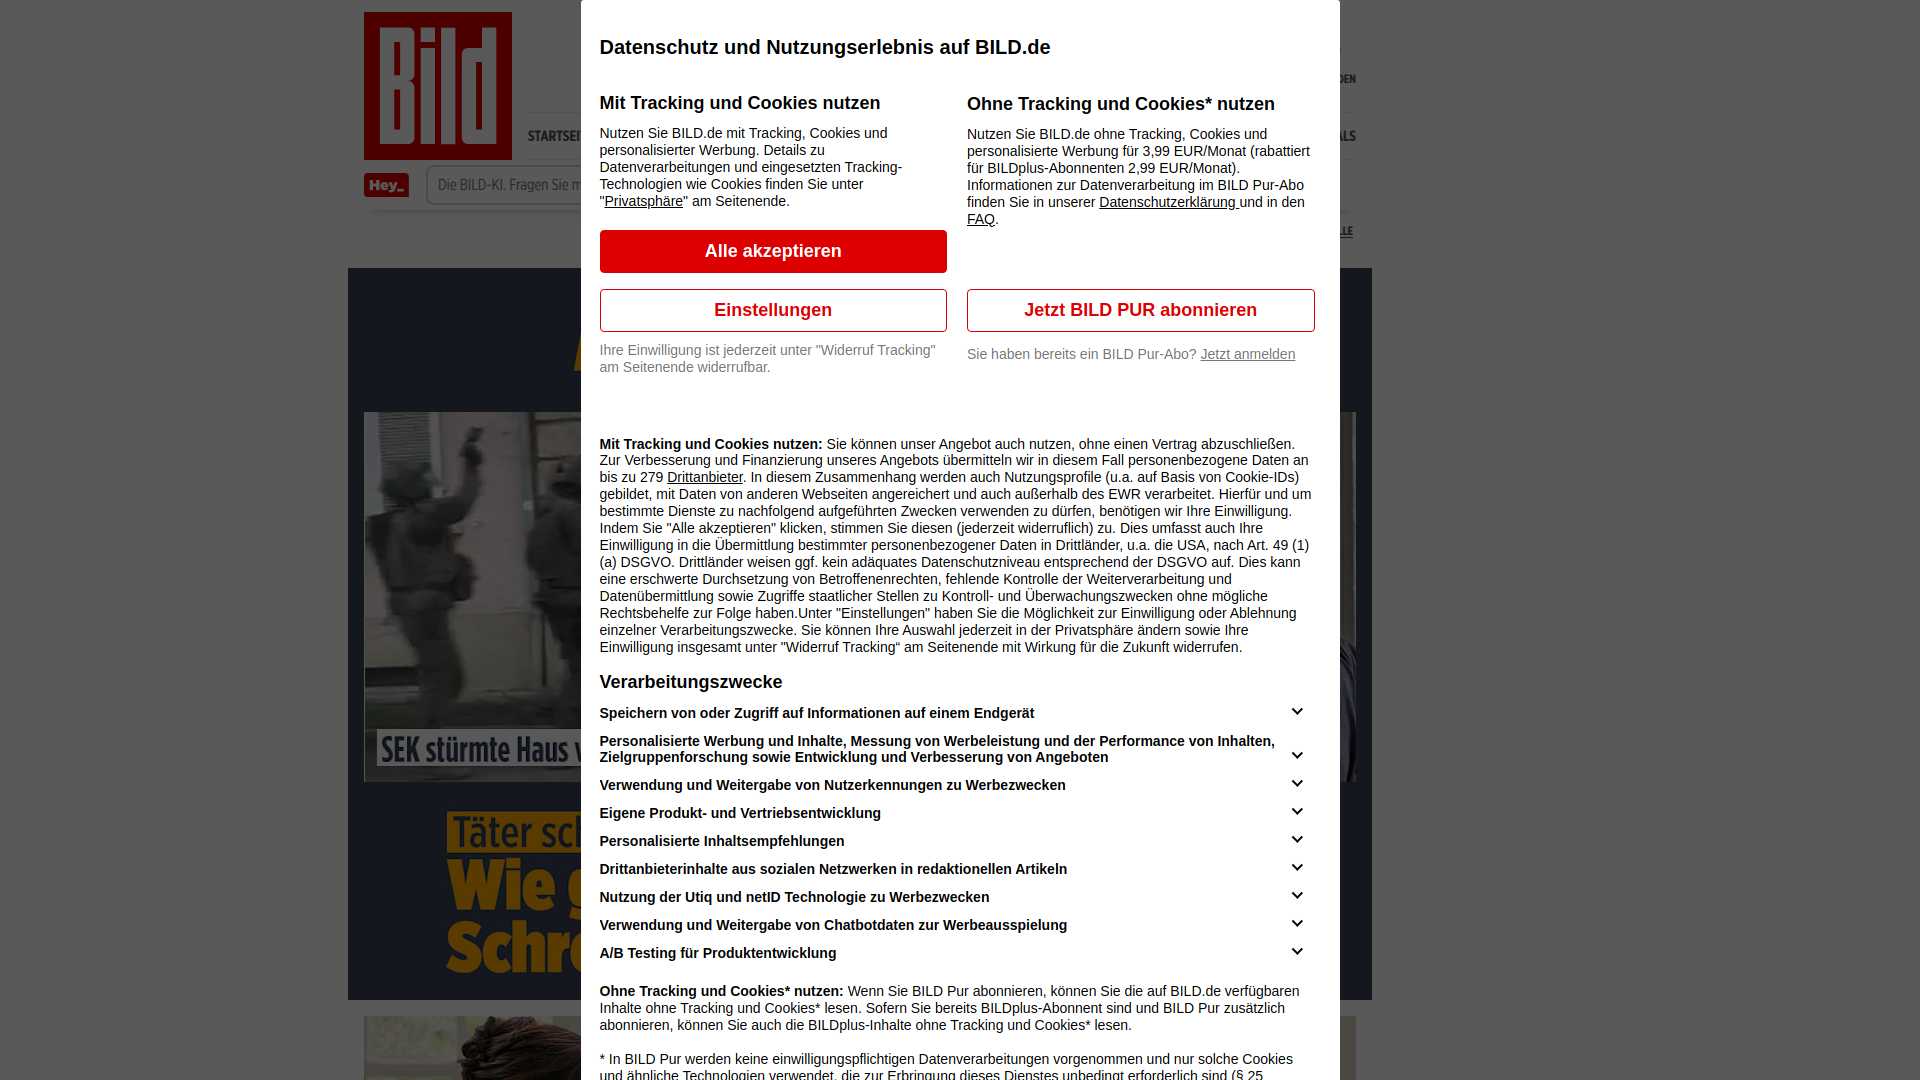 Bild
DEN
STARTSEI
ALS
Hey_
Die BILD-KI. Fragen Sie m
LLE
SEK stürmte Haus v
Täter sc
Wie g
Schre
Datenschutz und Nutzungserlebnis auf BILD.de
Mit Tracking und Cookies nutzen
Nutzen Sie BILD.de mit Tracking, Cookies und
personalisierter Werbung. Details zu
Datenverarbeitungen und eingesetzten Tracking-
Technologien wie Cookies finden Sie unter
"Privatsphäre" am Seitenende.
Alle akzeptieren
Einstellungen
Ihre Einwilligung ist jederzeit unter "Widerruf Tracking"
am Seitenende widerrufbar.
Ohne Tracking und Cookies* nutzen
Nutzen Sie BILD.de ohne Tracking, Cookies und
personalisierte Werbung für 3,99 EUR/Monat (rabattiert
für BILDplus-Abonnenten 2,99 EUR/Monat).
Informationen zur Datenverarbeitung im BILD Pur-Abo
finden Sie in unserer Datenschutzerklärung und in den
FAQ.
Jetzt BILD PUR abonnieren
Sie haben bereits ein BILD Pur-Abo? Jetzt anmelden
Mit Tracking und Cookies nutzen: Sie können unser Angebot auch nutzen, ohne einen Vertrag abzuschließen.
Zur Verbesserung und Finanzierung unseres Angebots übermitteln wir in diesem Fall personenbezogene Daten an
bis zu 279 Drittanbieter. In diesem Zusammenhang werden auch Nutzungsprofile (u.a. auf Basis von Cookie-IDs)
gebildet, mit Daten von anderen Webseiten angereichert und auch außerhalb des EWR verarbeitet. Hierfür und um
bestimmte Dienste zu nachfolgend aufgeführten Zwecken verwenden zu dürfen, benötigen wir Ihre Einwilligung.
Indem Sie "Alle akzeptieren" klicken, stimmen Sie diesen (jederzeit widerruflich) zu. Dies umfasst auch Ihre
Einwilligung in die Übermittlung bestimmter personenbezogener Daten in Drittländer, u.a. die USA, nach Art. 49 (1)
(a) DSGVO. Drittländer weisen ggf. kein adäquates Datenschutzniveau entsprechend der DSGVO auf. Dies kann
eine erschwerte Durchsetzung von Betroffenenrechten, fehlende Kontrolle der Weiterverarbeitung und
Datenübermittlung sowie Zugriffe staatlicher Stellen zu Kontroll- und Überwachungszwecken ohne mögliche
Rechtsbehelfe zur Folge haben.Unter "Einstellungen" haben Sie die Möglichkeit zur Einwilligung oder Ablehnung
einzelner Verarbeitungszwecke. Sie können Ihre Auswahl jederzeit in der Privatsphäre ändern sowie Ihre
Einwilligung insgesamt unter "Widerruf Tracking“ am Seitenende mit Wirkung für die Zukunft widerrufen.
Verarbeitungszwecke
Speichern von oder Zugriff auf Informationen auf einem Endgerät
Personalisierte Werbung und Inhalte, Messung von Werbeleistung und der Performance von Inhalten,
Zielgruppenforschung sowie Entwicklung und Verbesserung von Angeboten
Verwendung und Weitergabe von Nutzerkennungen zu Werbezwecken
Eigene Produkt- und Vertriebsentwicklung
Personalisierte Inhaltsempfehlungen
Drittanbieterinhalte aus sozialen Netzwerken in redaktionellen Artikeln
Nutzung der Utiq und netID Technologie zu Werbezwecken
Verwendung und Weitergabe von Chatbotdaten zur Werbeausspielung
A/B Testing für Produktentwicklung
Ohne Tracking und Cookies* nutzen: Wenn Sie BILD Pur abonnieren, können Sie die auf BILD.de verfügbaren
Inhalte ohne Tracking und Cookies* lesen. Sofern Sie bereits BILDplus-Abonnent sind und BILD Pur zusätzlich
abonnieren, können Sie auch die BILDplus-Inhalte ohne Tracking und Cookies* lesen.
* In BILD Pur werden keine einwilligungspflichtigen Datenverarbeitungen vorgenommen und nur solche Cookies
und ähnliche Technologien verwendet, die zur Erbringung dieses Dienstes unbedingt erforderlich sind (§ 25